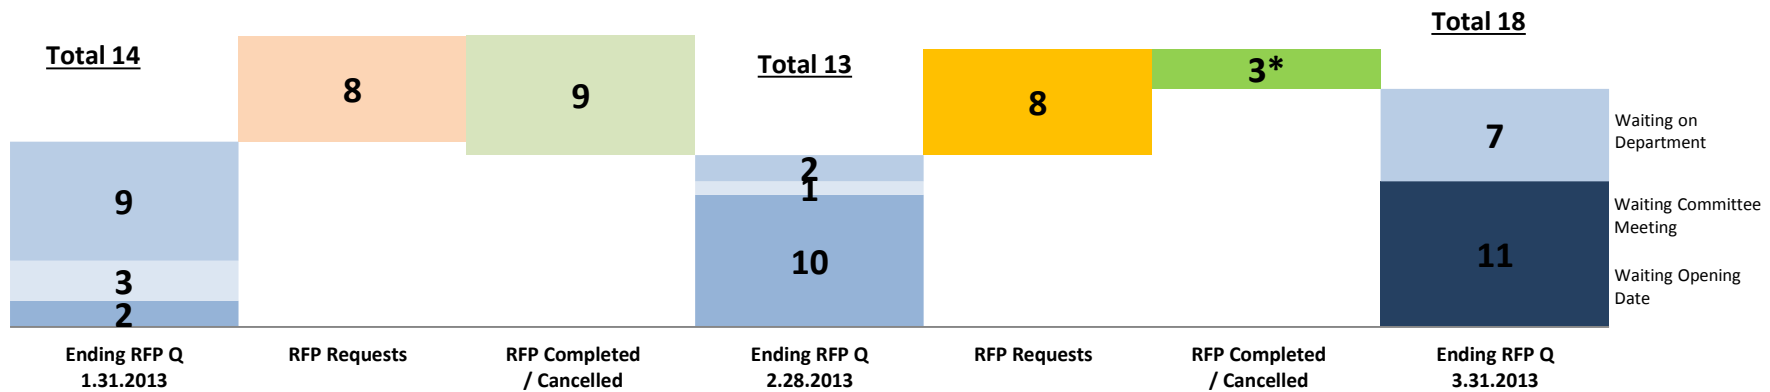 Total 14
Total 13
Total 18
8
9
8
3*
9
3
2
2
1
10
7
11
Waiting on
Department
Waiting Committee
Meeting
Waiting Opening
Date
Ending RFP Q
1.31.2013
RFP Requests
RFP Completed
/ Cancelled
Ending RFP Q
2.28.2013
RFP Requests
RFP Completed
/ Cancelled
Ending RFP Q
3.31.2013